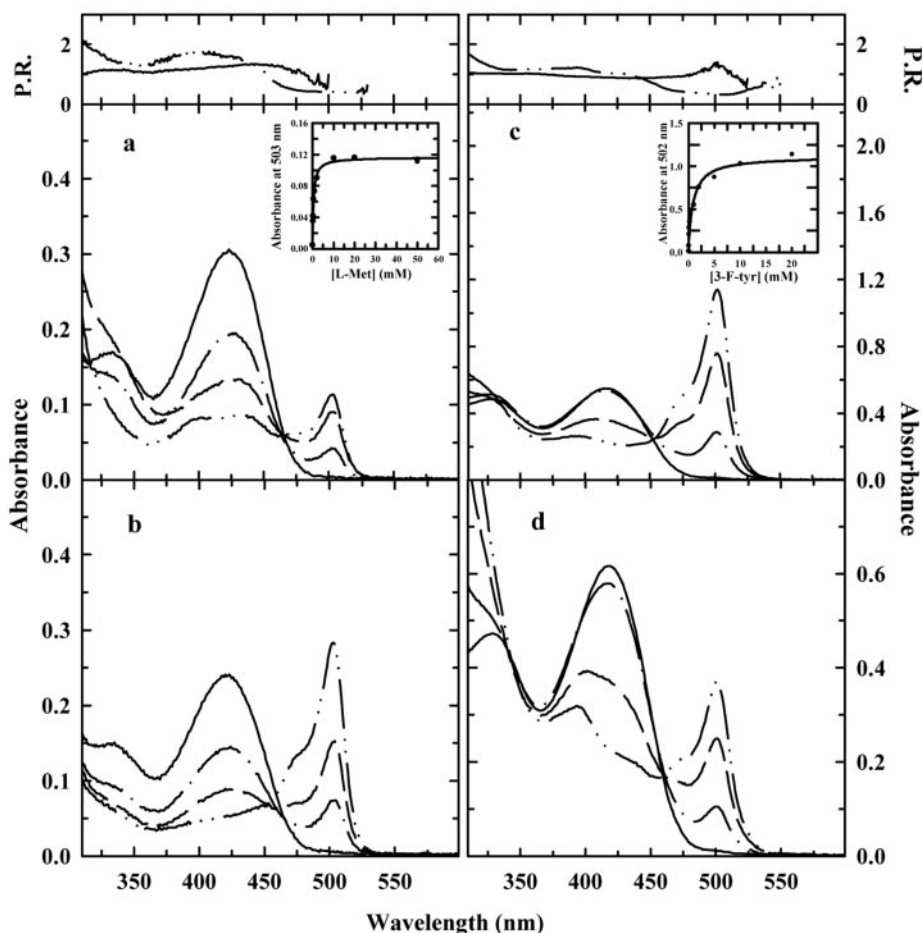 P.R.
2
1
0
2
1
0
P.R.
a
0.4
0.3
0.2
0.1
0.0
Absorbance at 503 nm
0.16
0.12
0.08
0.04
0.00
0 10 20 30 40 50 60
[L-Met] (mM)
c
Absorbance at 502 nm
1.5
1.0
0.5
0.0
0 5 10 15 20
[3-F-tyr] (mM)
2.0
1.6
1.2
0.8
0.4
0.0
Absorbance
Absorbance
b
0.4
0.3
0.2
0.1
0.0
d
0.6
0.4
0.2
0.0
350 400 450 500 350 400 450 500 550
Wavelength (nm)